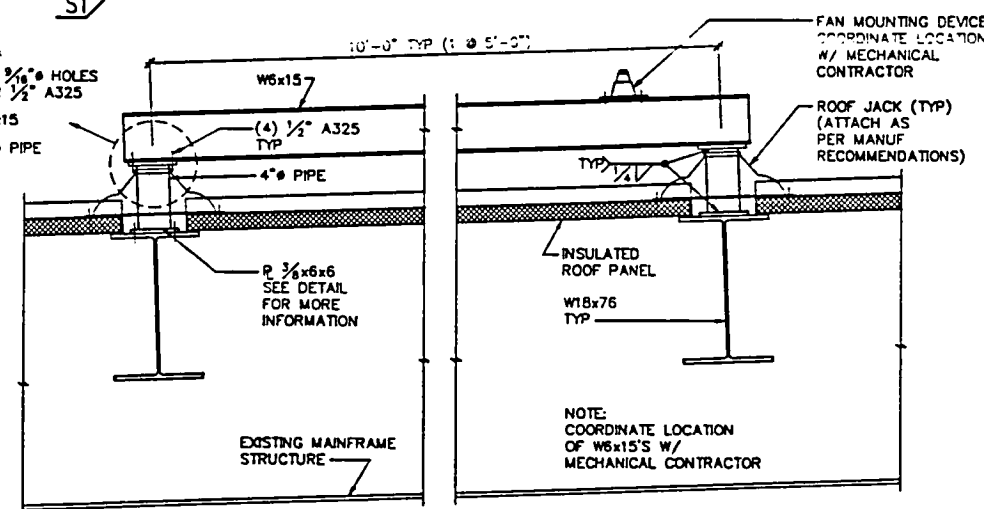 S1
10'-0" TYP (1 @ 5'-0")
FAN MOUNTING DEVICE
COORDINATE LOCATION
W/ MECHANICAL
CONTRACTOR
9/16"ø HOLES
1/2" A325
W6x15
15
PIPE
(4) 1/2" A325
TYP
4"ø PIPE
ROOF JACK (TYP)
(ATTACH AS
PER MANUF
RECOMMENDATIONS)
TYP
1/4
PL 3/8x6x6
SEE DETAIL
FOR MORE
INFORMATION
INSULATED
ROOF PANEL
W18x76
TYP
NOTE:
COORDINATE LOCATION
OF W6x15'S W/
MECHANICAL CONTRACTOR
EXISTING MAINFRAME
STRUCTURE